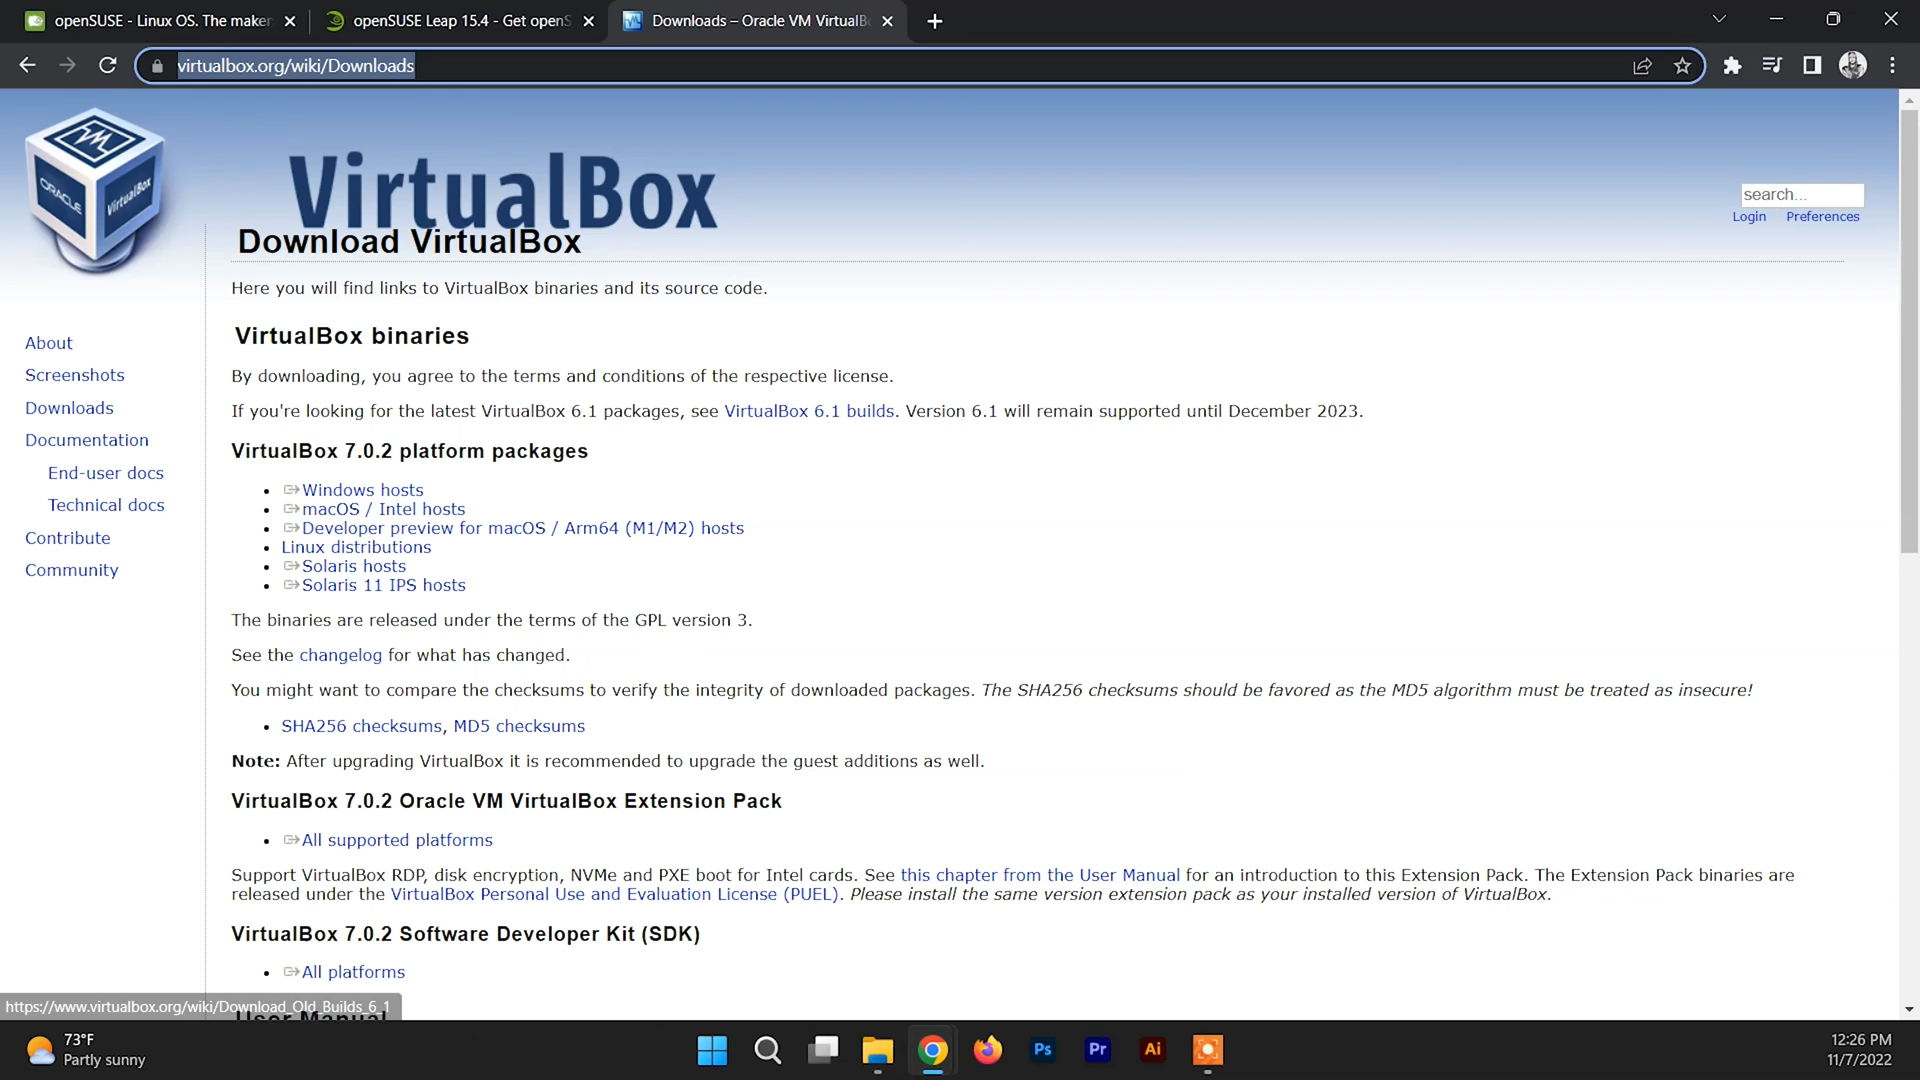 openSUSE - Linux OS. The maker
openSUSE Leap 15.4 - Get openS
Downloads – Oracle VM VirtualB
virtualbox.org/wiki/Downloads
ORACLE
VirtualBox
VirtualBox
search...
Login Preferences
Download VirtualBox
Here you will find links to VirtualBox binaries and its source code.
VirtualBox binaries
About
Screenshots
Downloads
Documentation
End-user docs
Technical docs
Contribute
Community
By downloading, you agree to the terms and conditions of the respective license.
If you're looking for the latest VirtualBox 6.1 packages, see VirtualBox 6.1 builds. Version 6.1 will remain supported until December 2023.
VirtualBox 7.0.2 platform packages
• Windows hosts
• macOS / Intel hosts
• Developer preview for macOS / Arm64 (M1/M2) hosts
• Linux distributions
• Solaris hosts
• Solaris 11 IPS hosts
The binaries are released under the terms of the GPL version 3.
See the changelog for what has changed.
You might want to compare the checksums to verify the integrity of downloaded packages. The SHA256 checksums should be favored as the MD5 algorithm must be treated as insecure!
• SHA256 checksums, MD5 checksums
Note: After upgrading VirtualBox it is recommended to upgrade the guest additions as well.
VirtualBox 7.0.2 Oracle VM VirtualBox Extension Pack
• All supported platforms
Support VirtualBox RDP, disk encryption, NVMe and PXE boot for Intel cards. See this chapter from the User Manual for an introduction to this Extension Pack. The Extension Pack binaries are
released under the VirtualBox Personal Use and Evaluation License (PUEL). Please install the same version extension pack as your installed version of VirtualBox.
VirtualBox 7.0.2 Software Developer Kit (SDK)
• All platforms
https://www.virtualbox.org/wiki/Download_Old_Builds_6_1
User Manual
73°F
Partly sunny
Ps
Pr
Ai
12:26 PM
11/7/2022